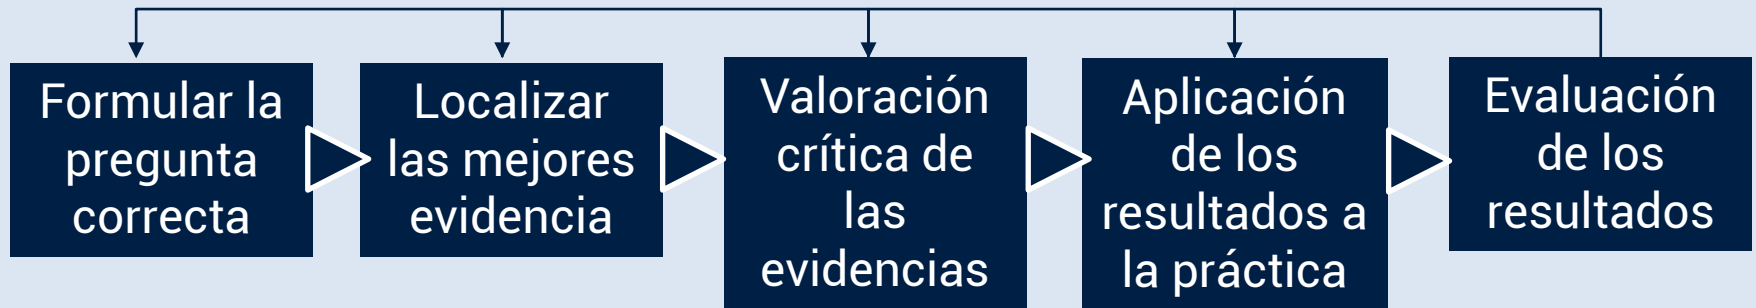 Formular la
pregunta
correcta
Localizar
las mejores
evidencia
Valoración
crítica de
las
evidencias
Aplicación
de los
resultados a
la práctica
Evaluación
de los
resultados